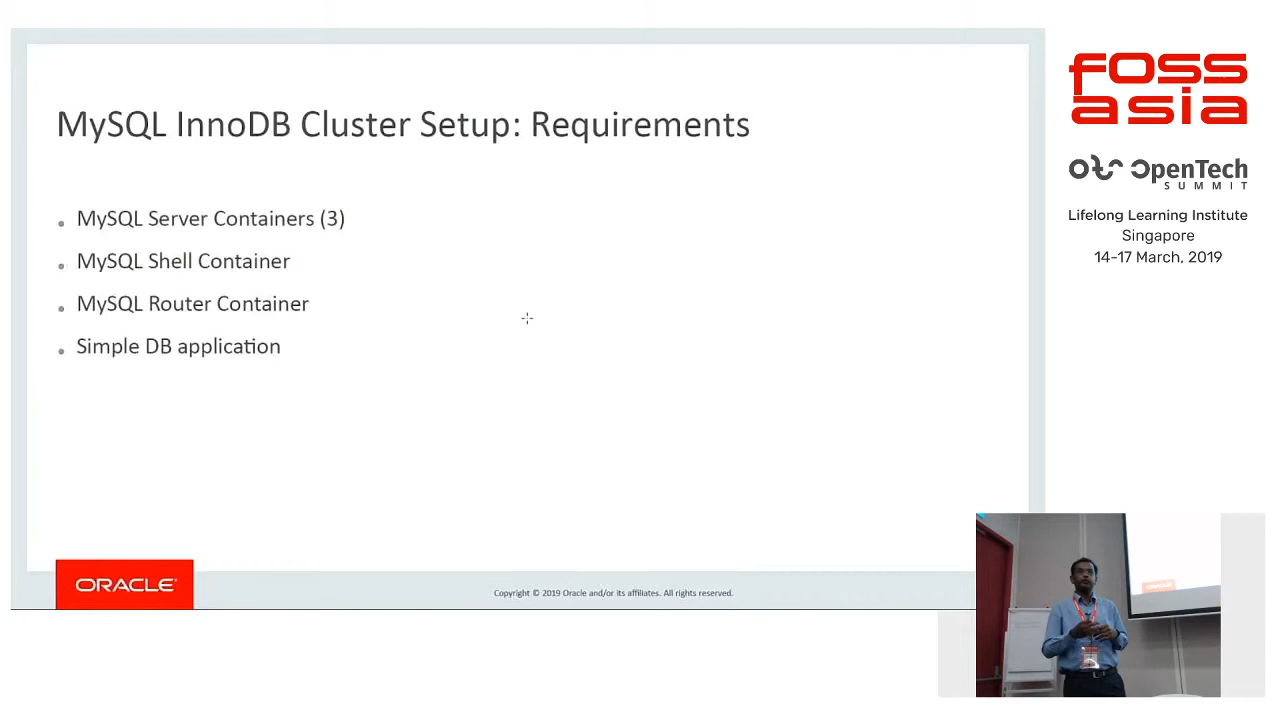 MySQL InnoDB Cluster Setup: Requirements
MySQL Server Containers (3)
MySQL Shell Container
MySQL Router Container
Simple DB application
ORACLE
Copyright © 2019 Oracle and/or its affiliates. All rights reserved.
FOSS
asia
OpenTech
SUMMIT
Lifelong Learning Institute
Singapore
14-17 March, 2019